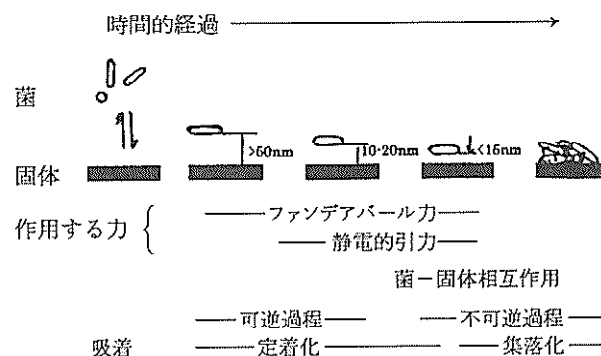 時間的経過
菌
>50nm 10-20nm <15nm
固体
作用する力 ファンデアバール力
静電的引力
菌－固体相互作用
可逆過程 不可逆過程
吸着 定着化 集落化